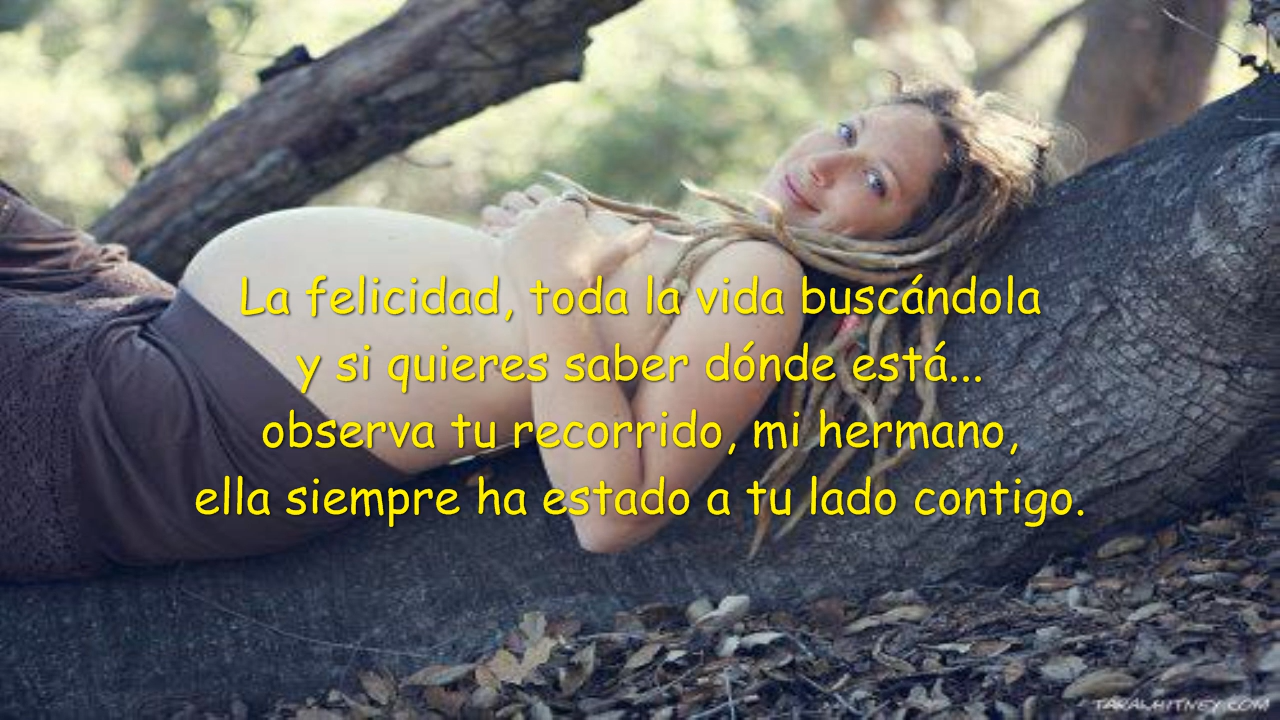 La felicidad, toda la vida buscándola
y si quieres saber dónde está...
observa tu recorrido, mi hermano,
ella siempre ha estado a tu lado contigo.
TARAWHITNEY.COM